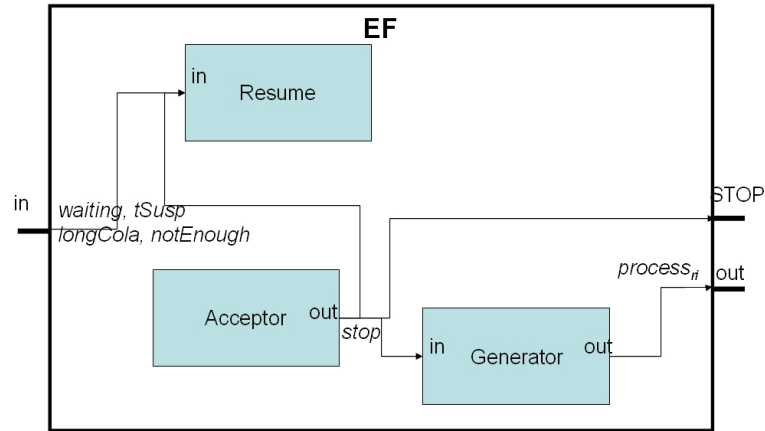 EF
in
Resume
in
waiting, tSusp
longCola, notEnough
STOP
process_ri
out
Acceptor
out
stop
in
Generator
out